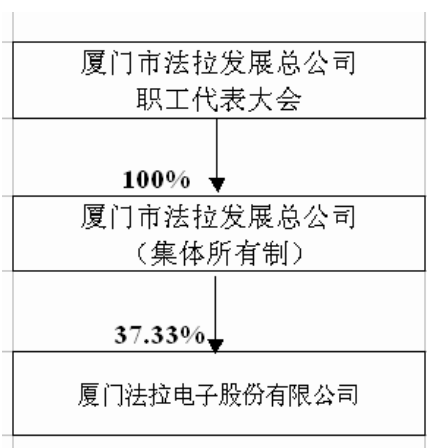 厦门市法拉发展总公司
职工代表大会
100%
厦门市法拉发展总公司
（集体所有制）
37.33%
厦门法拉电子股份有限公司